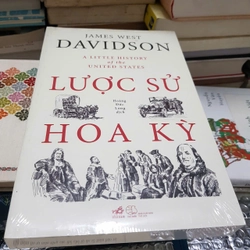 JAMES WEST
DAVIDSON
A LITTLE HISTORY
of the
UNITED STATES
LƯỢC SỬ
HOA KỲ